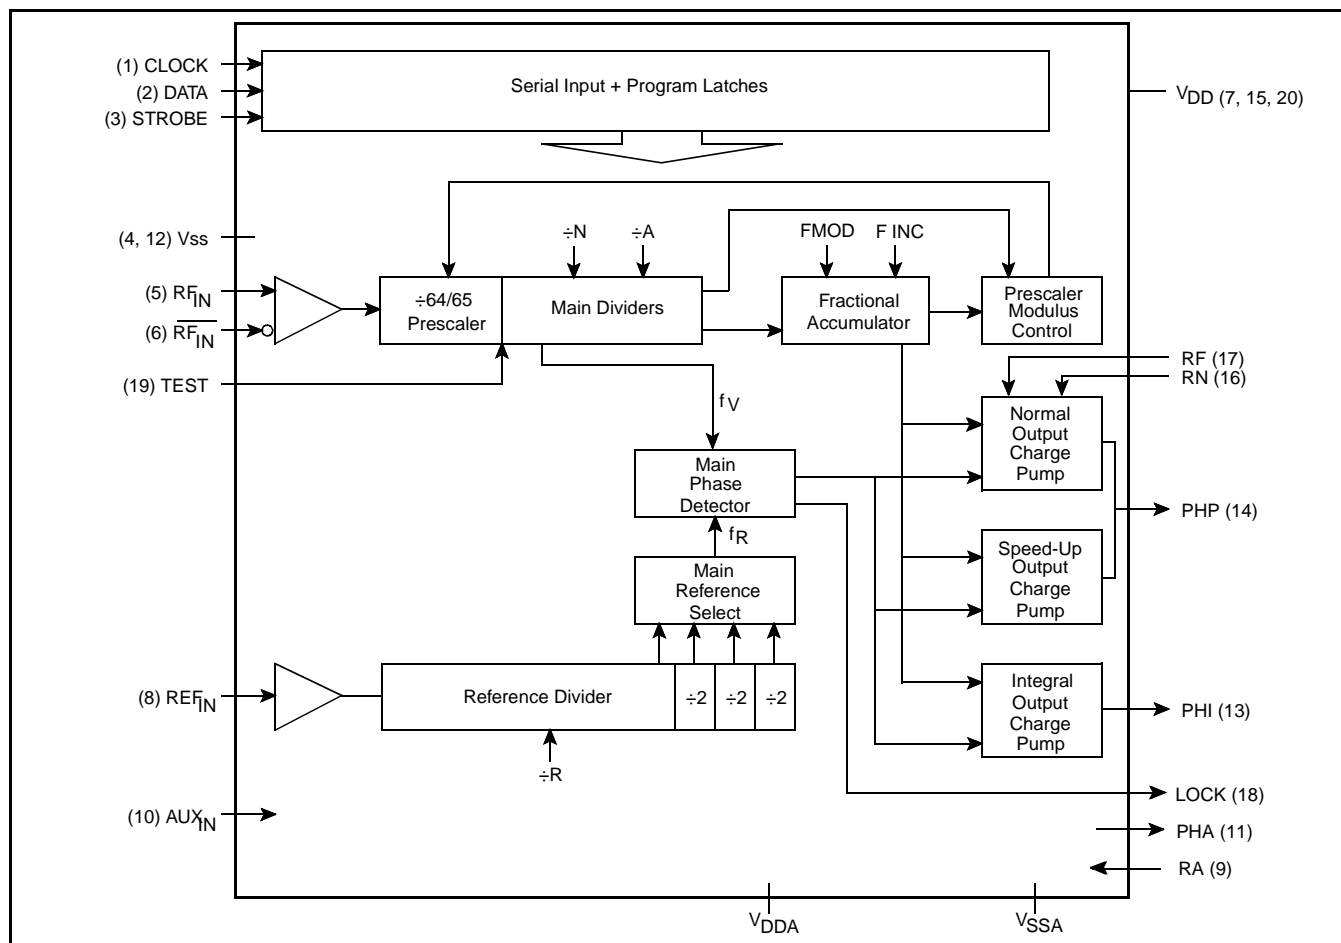 (1) CLOCK
(2) DATA
(3) STROBE
Serial Input + Program Latches
VDD (7, 15, 20)
(4, 12) Vss
÷N
÷A
FMOD
F INC
(5) RFIN
(6) RFIN
÷64/65
Prescaler
Main Dividers
Fractional
Accumulator
Prescaler
Modulus
Control
(19) TEST
RF (17)
RN (16)
fV
Normal
Output
Charge
Pump
Main
Phase
Detector
PHP (14)
fR
Speed-Up
Output
Charge
Pump
Main
Reference
Select
(8) REFIN
Reference Divider
÷2
÷2
÷2
Integral
Output
Charge
Pump
PHI (13)
÷R
LOCK (18)
(10) AUXIN
PHA (11)
RA (9)
VDDA
VSSA